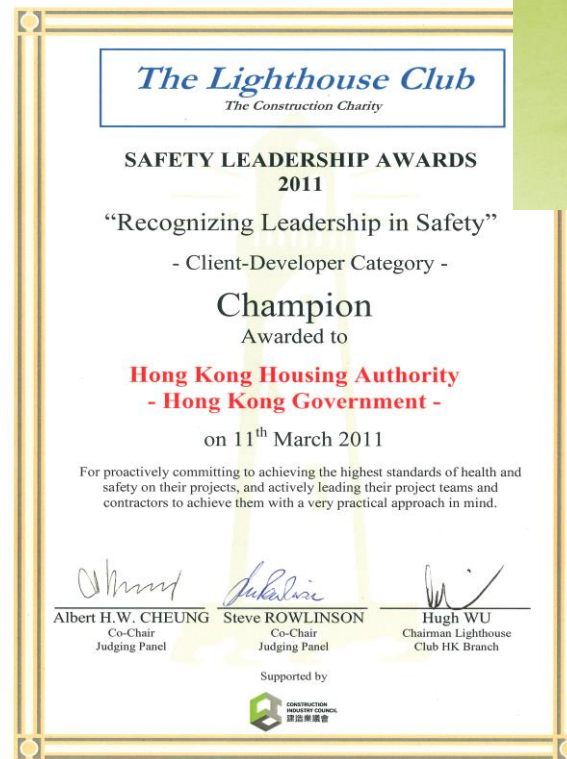 The Lighthouse Club
The Construction Charity
SAFETY LEADERSHIP AWARDS
2011
“Recognizing Leadership in Safety”
- Client-Developer Category -
Champion
Awarded to
Hong Kong Housing Authority
- Hong Kong Government -
on 11th March 2011
For proactively committing to achieving the highest standards of health and
safety on their projects, and actively leading their project teams and
contractors to achieve them with a very practical approach in mind.
Albert H.W. CHEUNG
Co-Chair
Judging Panel
Steve ROWLINSON
Co-Chair
Judging Panel
Hugh WU
Chairman Lighthouse
Club HK Branch
Supported by
CONSTRUCTION
INDUSTRY COUNCIL
建造業議會